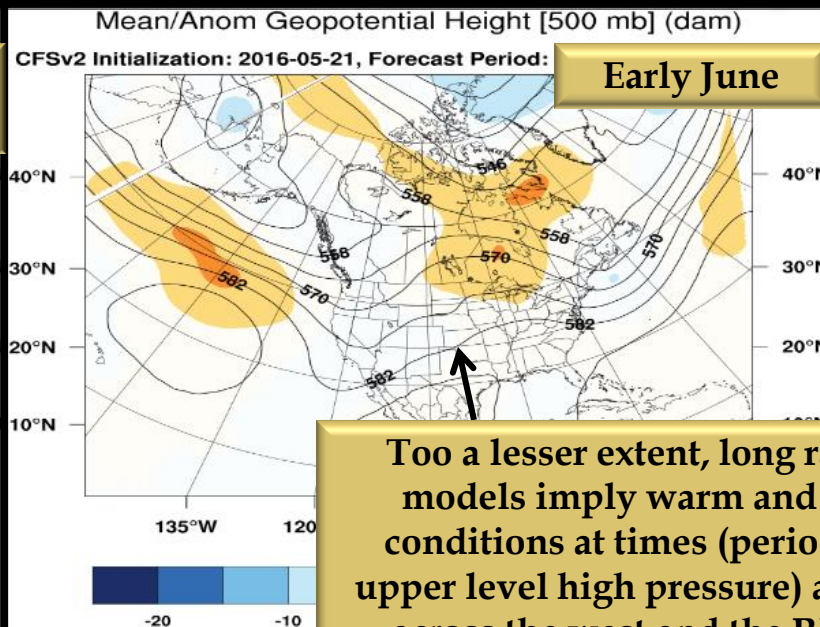 Mean/Anom Geopotential Height [500 mb] (dam)
CFSv2 Initialization: 2016-05-21, Forecast Period:
Early June
40°N
40°N
30°N
30°N
20°N
20°N
10°N
546
558
558
558
570
570
570
582
582
582
135°W
120
-20
-10
Too a lesser extent, long r
models imply warm and
conditions at times (perio
upper level high pressure) a